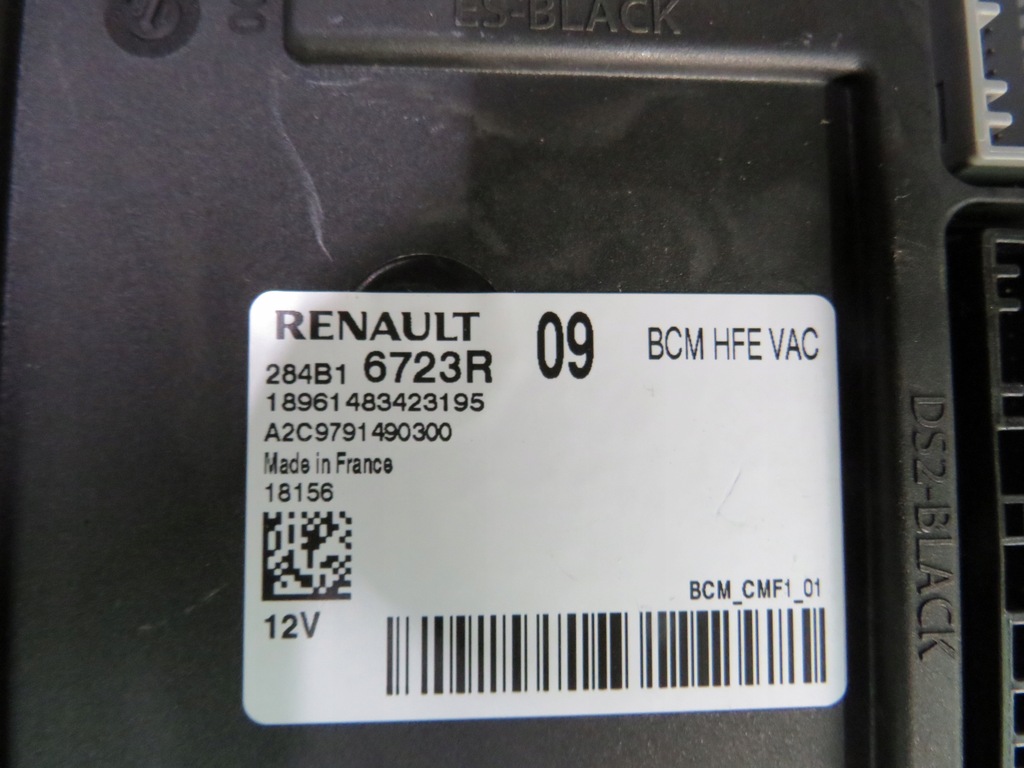 ES-BLACK
RENAULT 09 BCM HFE VAC
284B1 6723R
18961483423195
A2C9791490300
Made in France
18156
BCM_CMF1_01
12V
DS2-BLACK